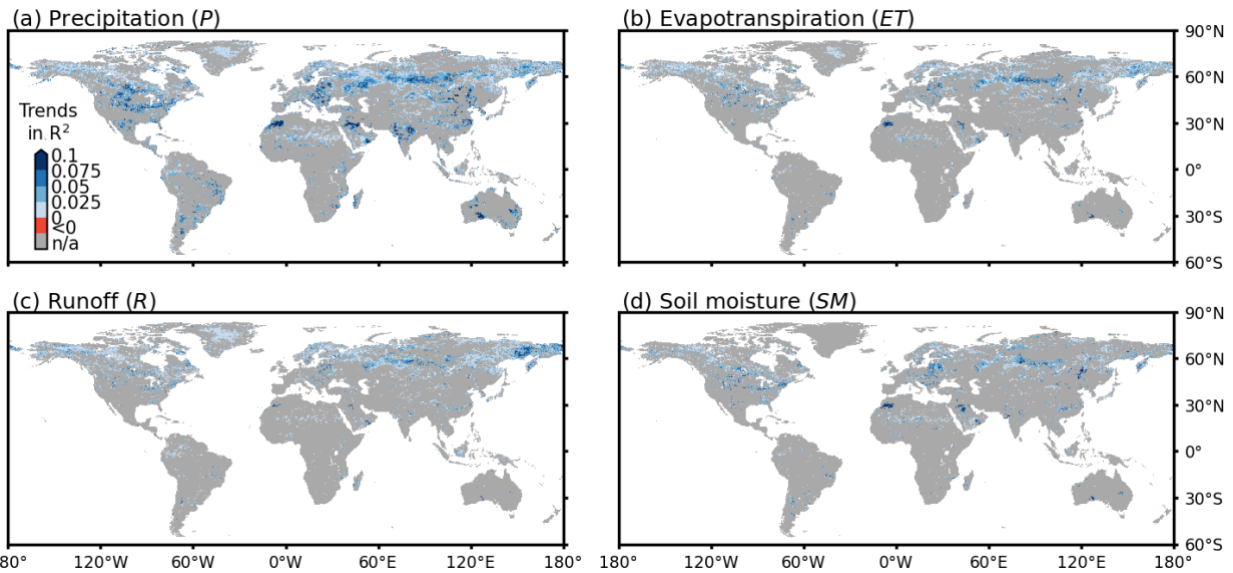 (a) Precipitation (P)
(b) Evapotranspiration (ET)
90°N
60°N
30°N
0°
30°S
60°S
Trends
in R²
0.1
0.075
0.05
0.025
0
<0
n/a
(c) Runoff (R)
(d) Soil moisture (SM)
90°N
60°N
30°N
0°
30°S
60°S
80° 120°W 60°W 0°W 60°E 120°E 180°
180° 120°W 60°W 0°W 60°E 120°E 180°